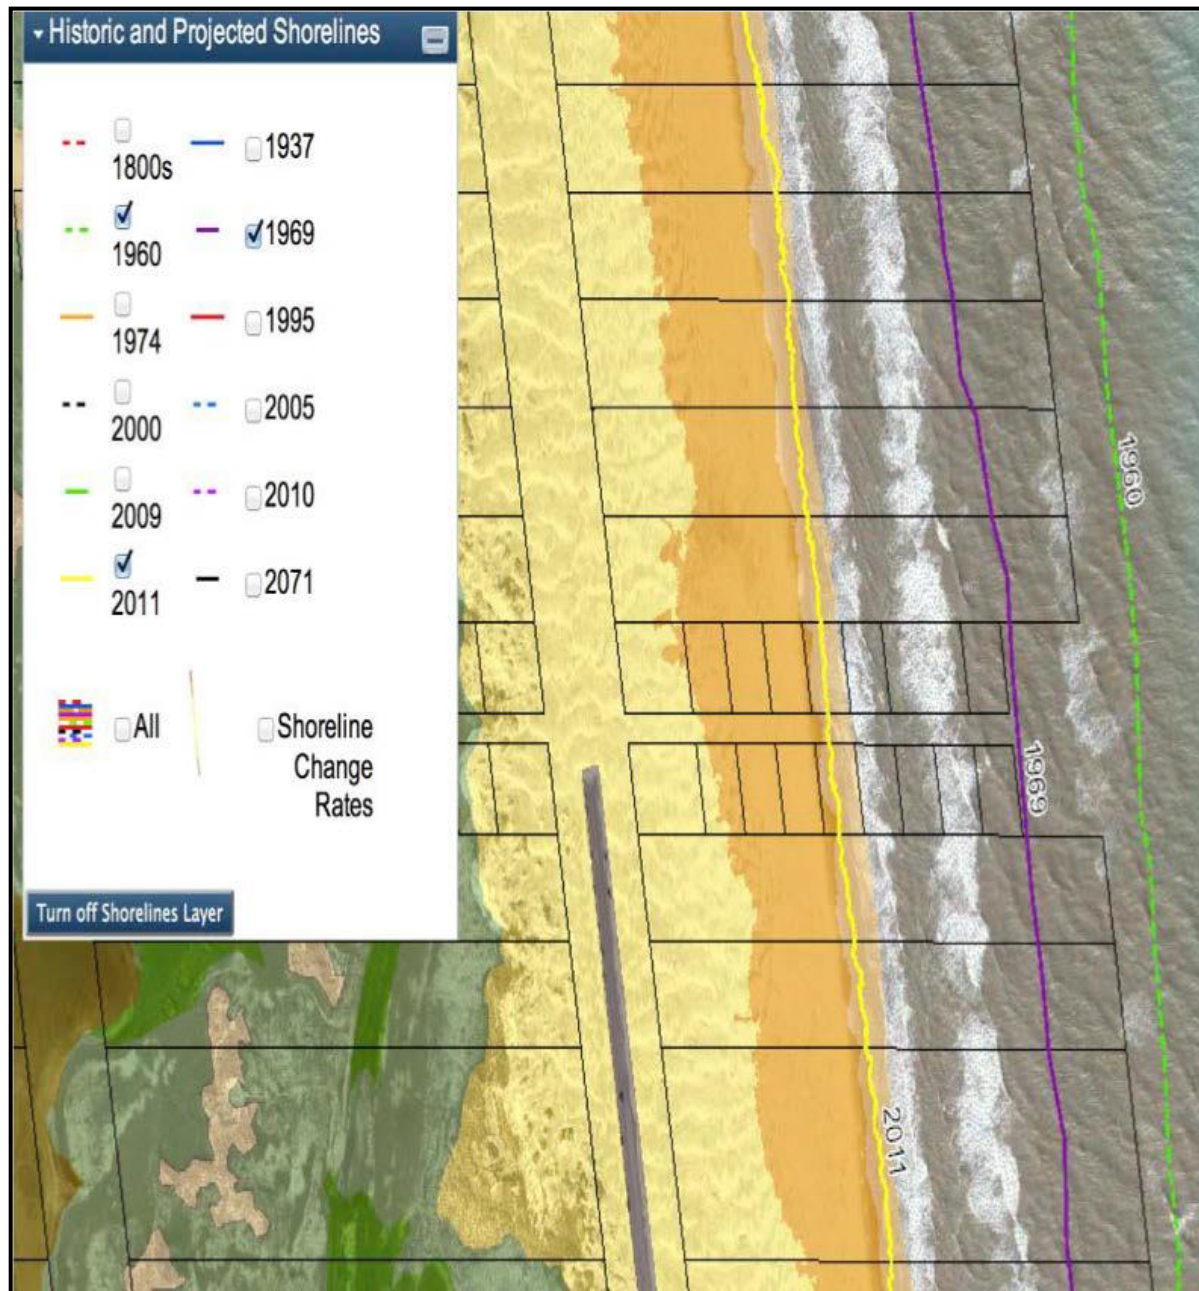 Historic and Projected Shorelines
1800s
1937
1960
1969
1974
1995
2000
2005
2009
2010
2011
2071
All
Shoreline
Change
Rates
Turn off Shorelines Layer
1960
1969
2011